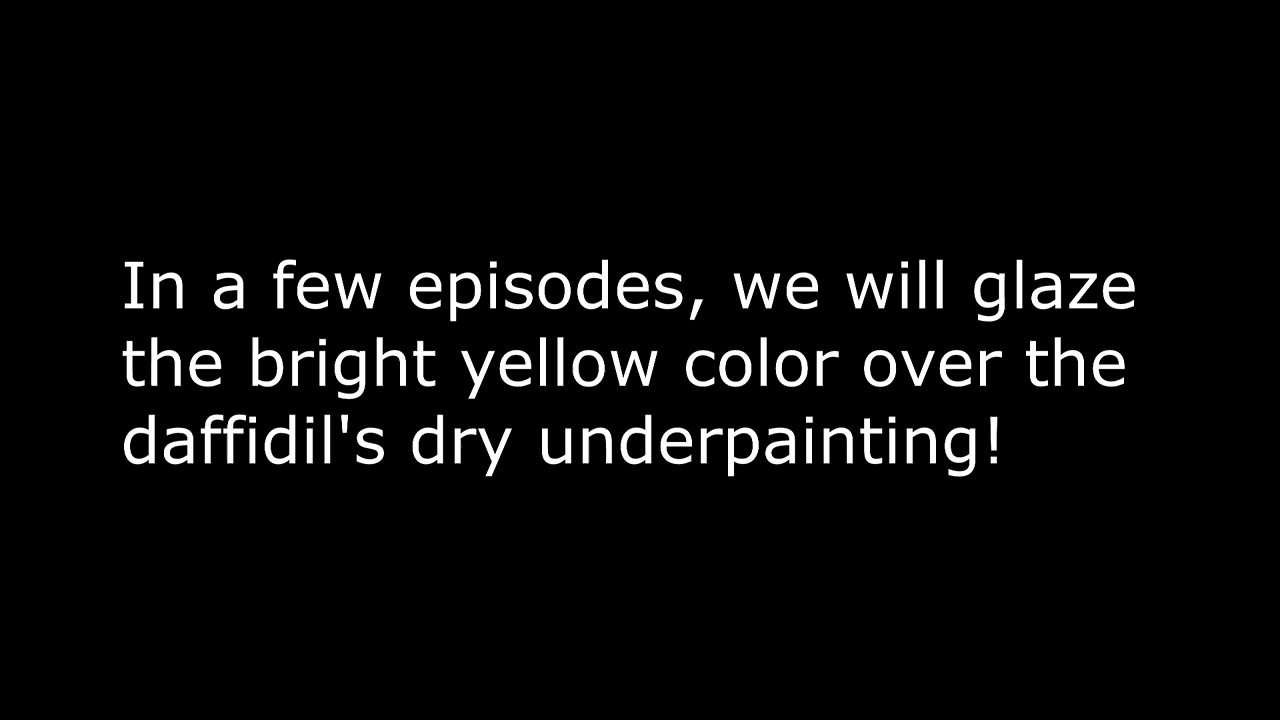 In a few episodes, we will glaze
the bright yellow color over the
daffidil's dry underpainting!